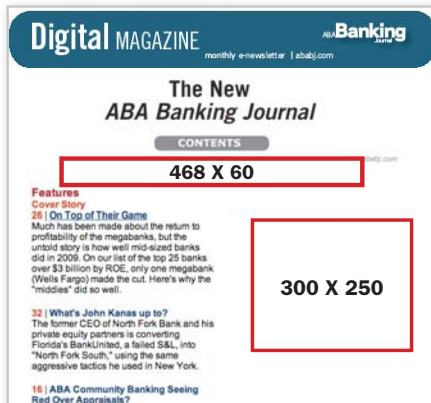 Digital MAGAZINE
ABA Banking Journal
monthly e-newsletter | ababj.com
The New
ABA Banking Journal
CONTENTS
ababj.com
468 X 60
Features
Cover Story
26 | On Top of Their Game
Much has been made about the return to
profitability of the megabanks, but the
untold story is how well mid-sized banks
did in 2009. On our list of the top 25 banks
over $3 billion by ROE, only one megabank
(Wells Fargo) made the cut. Here's why the
"middies" did so well.
300 X 250
32 | What's John Kanas up to?
The former CEO of North Fork Bank and his
private equity partners is converting
Florida's BankUnited, a failed S&L, into
"North Fork South," using the same
aggressive tactics he used in New York.
16 | ABA Community Banking Seeing
Red Over Appraisals?